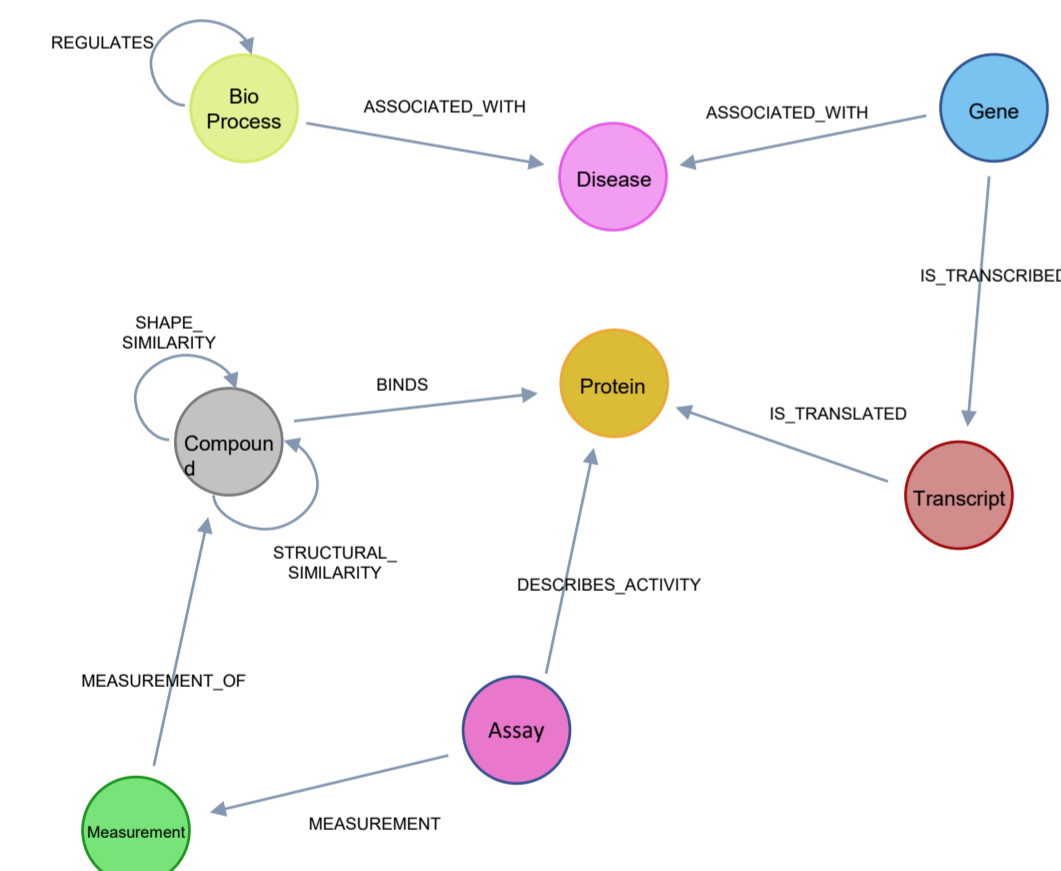 REGULATES
Bio
Process
ASSOCIATED_WITH
ASSOCIATED_WITH
Gene
Disease
IS_TRANSCRIBED
SHAPE_
SIMILARITY
BINDS
Protein
IS_TRANSLATED
Compoun
d
Transcript
STRUCTURAL_
SIMILARITY
DESCRIBES_ACTIVITY
MEASUREMENT_OF
Assay
MEASUREMENT
Measurement